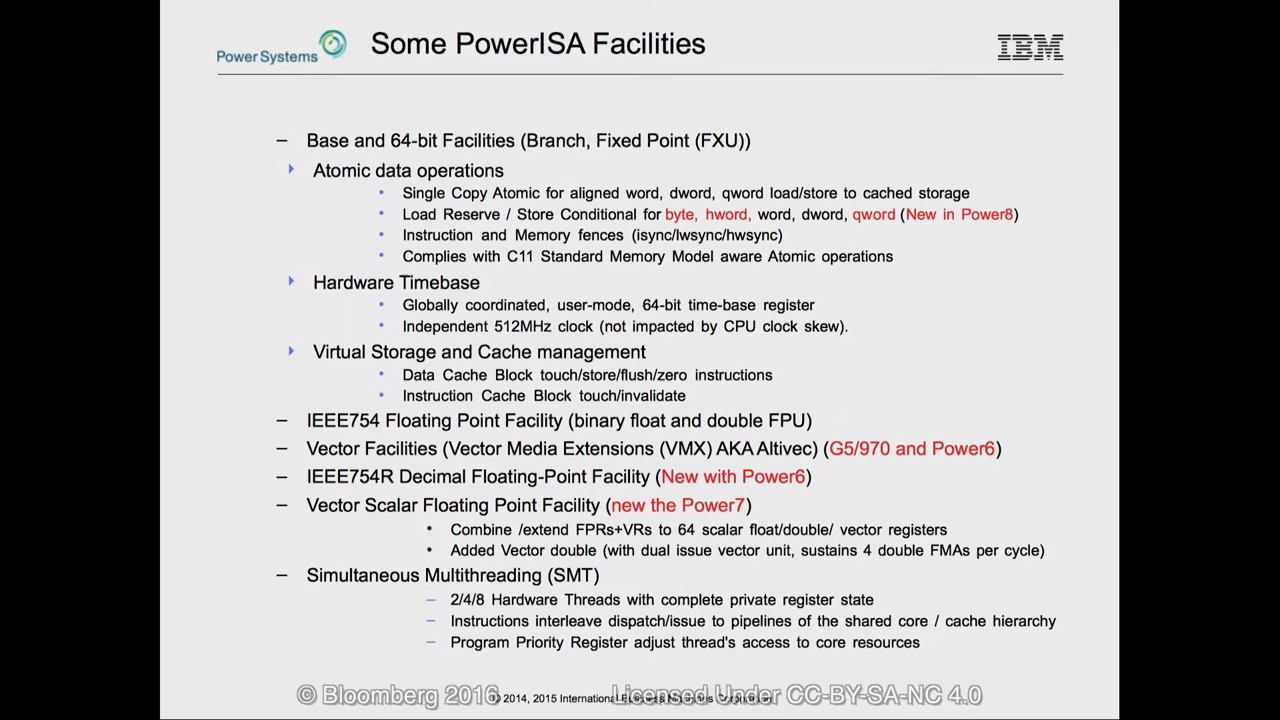 Power Systems
Some PowerISA Facilities
IBM
– Base and 64-bit Facilities (Branch, Fixed Point (FXU))
Atomic data operations
• Single Copy Atomic for aligned word, dword, qword load/store to cached storage
• Load Reserve / Store Conditional for byte, hword, word, dword, qword (New in Power8)
• Instruction and Memory fences (isync/lwsync/hwsync)
• Complies with C11 Standard Memory Model aware Atomic operations
Hardware Timebase
• Globally coordinated, user-mode, 64-bit time-base register
• Independent 512MHz clock (not impacted by CPU clock skew).
Virtual Storage and Cache management
• Data Cache Block touch/store/flush/zero instructions
• Instruction Cache Block touch/invalidate
– IEEE754 Floating Point Facility (binary float and double FPU)
– Vector Facilities (Vector Media Extensions (VMX) AKA Altivec) (G5/970 and Power6)
– IEEE754R Decimal Floating-Point Facility (New with Power6)
– Vector Scalar Floating Point Facility (new the Power7)
• Combine /extend FPRs+VRs to 64 scalar float/double/ vector registers
• Added Vector double (with dual issue vector unit, sustains 4 double FMAs per cycle)
– Simultaneous Multithreading (SMT)
– 2/4/8 Hardware Threads with complete private register state
– Instructions interleave dispatch/issue to pipelines of the shared core / cache hierarchy
– Program Priority Register adjust thread's access to core resources
© Bloomberg 2016
© 2014, 2015 International Business Machines Corporation
Licensed Under CC-BY-SA-NC 4.0